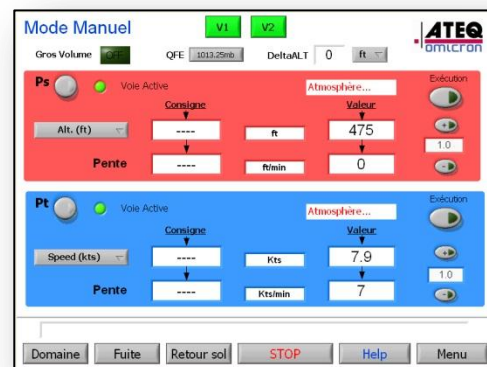 Mode Manuel
V1
V2
ATEQ
omicron
Gros Volume
OFF
QFE
1013.25mb
DeltaALT
0
ft
Ps
Voie Active
Atmosphère...
Exécution
Consigne
Valeur
Alt. (ft)
----
ft
475
+
1.0
Pente
----
ft/min
0
-
Pt
Voie Active
Atmosphère...
Exécution
Consigne
Valeur
Speed (kts)
----
Kts
7.9
+
1.0
Pente
----
Kts/min
7
-
Domaine
Fuite
Retour sol
STOP
Help
Menu